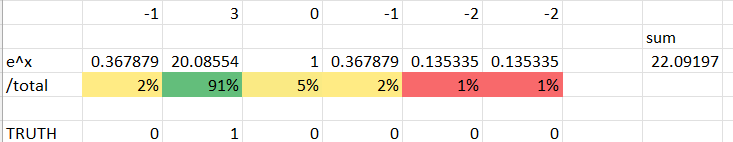 -1 3 0 -1 -2 -2
sum
e^x 0.367879 20.08554 1 0.367879 0.135335 0.135335 22.09197
/total 2% 91% 5% 2% 1% 1%
TRUTH 0 1 0 0 0 0